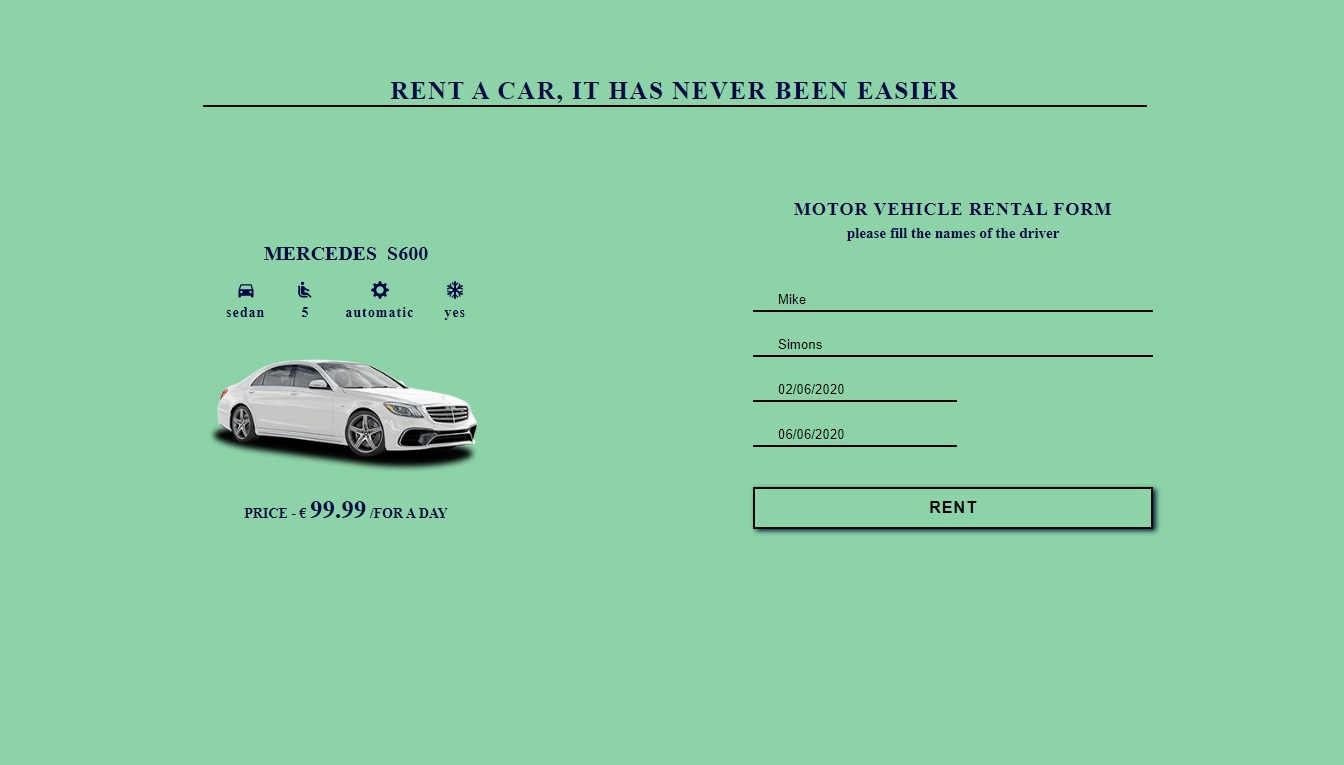 RENT A CAR, IT HAS NEVER BEEN EASIER
MERCEDES S600
sedan 5 automatic yes
PRICE - € 99.99 /FOR A DAY
MOTOR VEHICLE RENTAL FORM
please fill the names of the driver
Mike
Simons
02/06/2020
06/06/2020
RENT